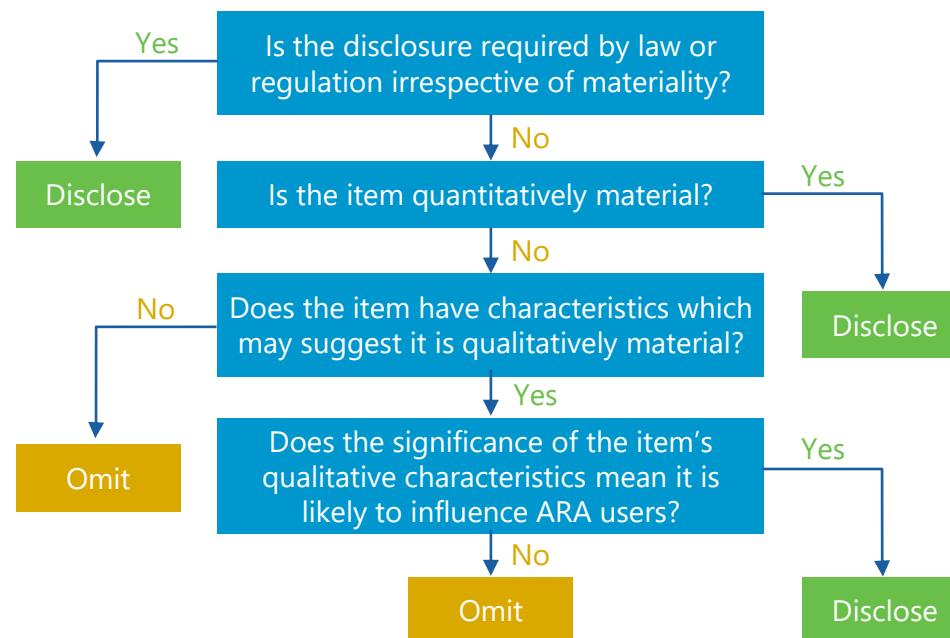 Yes
Is the disclosure required by law or
regulation irrespective of materiality?
No
Disclose
Is the item quantitatively material?
Yes
No
No
Does the item have characteristics which
may suggest it is qualitatively material?
Disclose
Yes
Omit
Does the significance of the item’s
qualitative characteristics mean it is
likely to influence ARA users?
Yes
No
Omit
Disclose